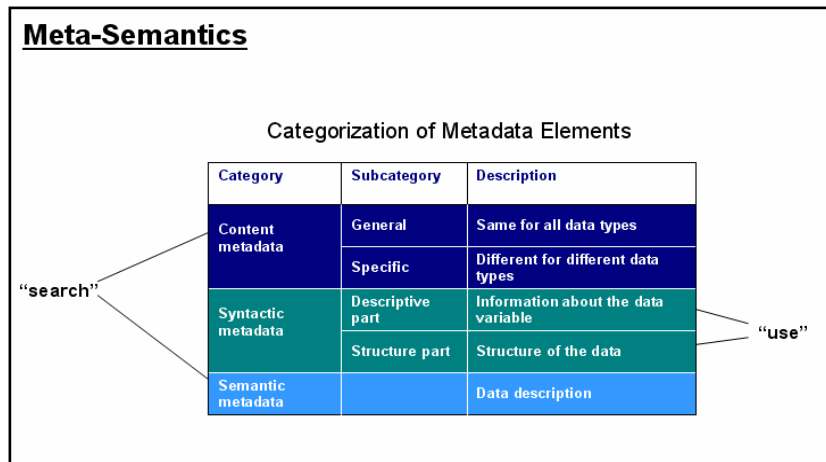 Meta-Semantics
Categorization of Metadata Elements
Category Subcategory Description
Content
metadata
General Same for all data types
Specific Different for different data
types
"search"
Syntactic
metadata
Descriptive
part
Information about the data
variable
Structure part Structure of the data
"use"
Semantic
metadata
Data description